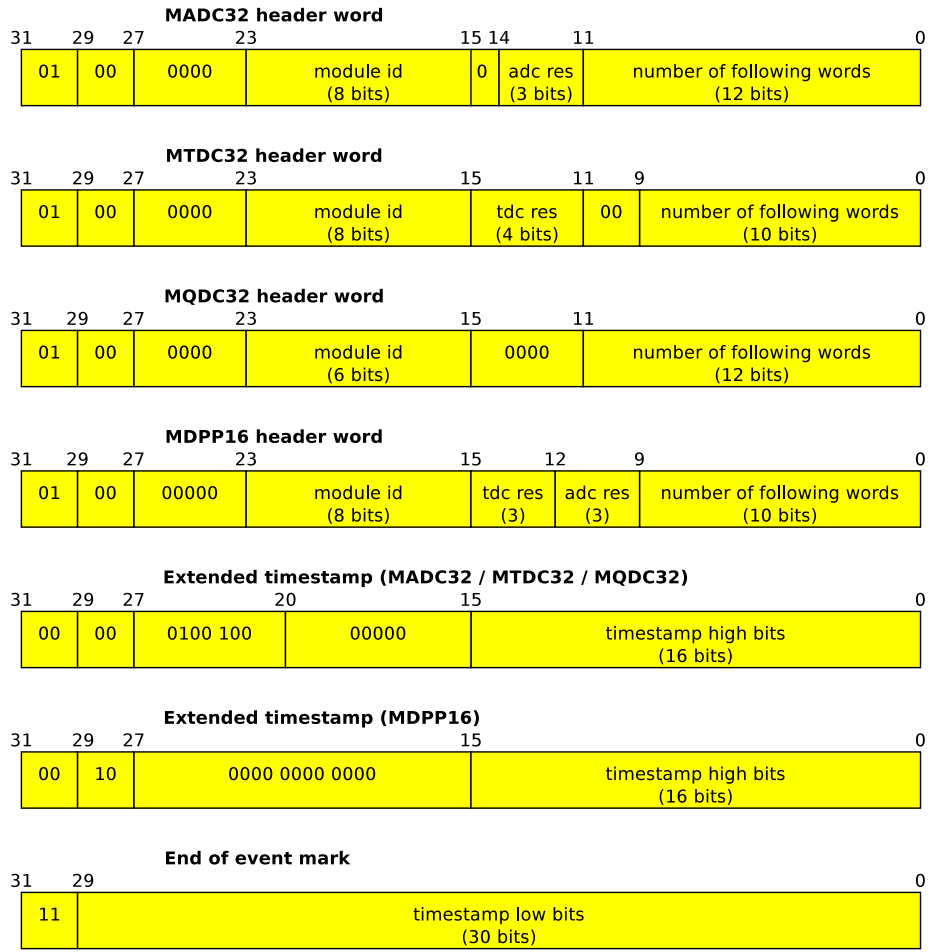 MADC32 header word
31 29 27 23 15 14 11 0
01 00 0000 module id 0 adc res number of following words
(8 bits) (3 bits) (12 bits)
MTDC32 header word
31 29 27 23 15 11 9 0
01 00 0000 module id tdc res 00 number of following words
(8 bits) (4 bits) (10 bits)
MQDC32 header word
31 29 27 23 15 11 0
01 00 0000 module id 0000 number of following words
(6 bits) (12 bits)
MDPP16 header word
31 29 27 23 15 12 9 0
01 00 00000 module id tdc res adc res number of following words
(8 bits) (3) (3) (10 bits)
Extended timestamp (MADC32 / MTDC32 / MQDC32)
31 29 27 20 15 0
00 00 0100 100 00000 timestamp high bits
(16 bits)
Extended timestamp (MDPP16)
31 29 27 15 0
00 10 0000 0000 0000 timestamp high bits
(16 bits)
End of event mark
31 29 0
11 timestamp low bits
(30 bits)